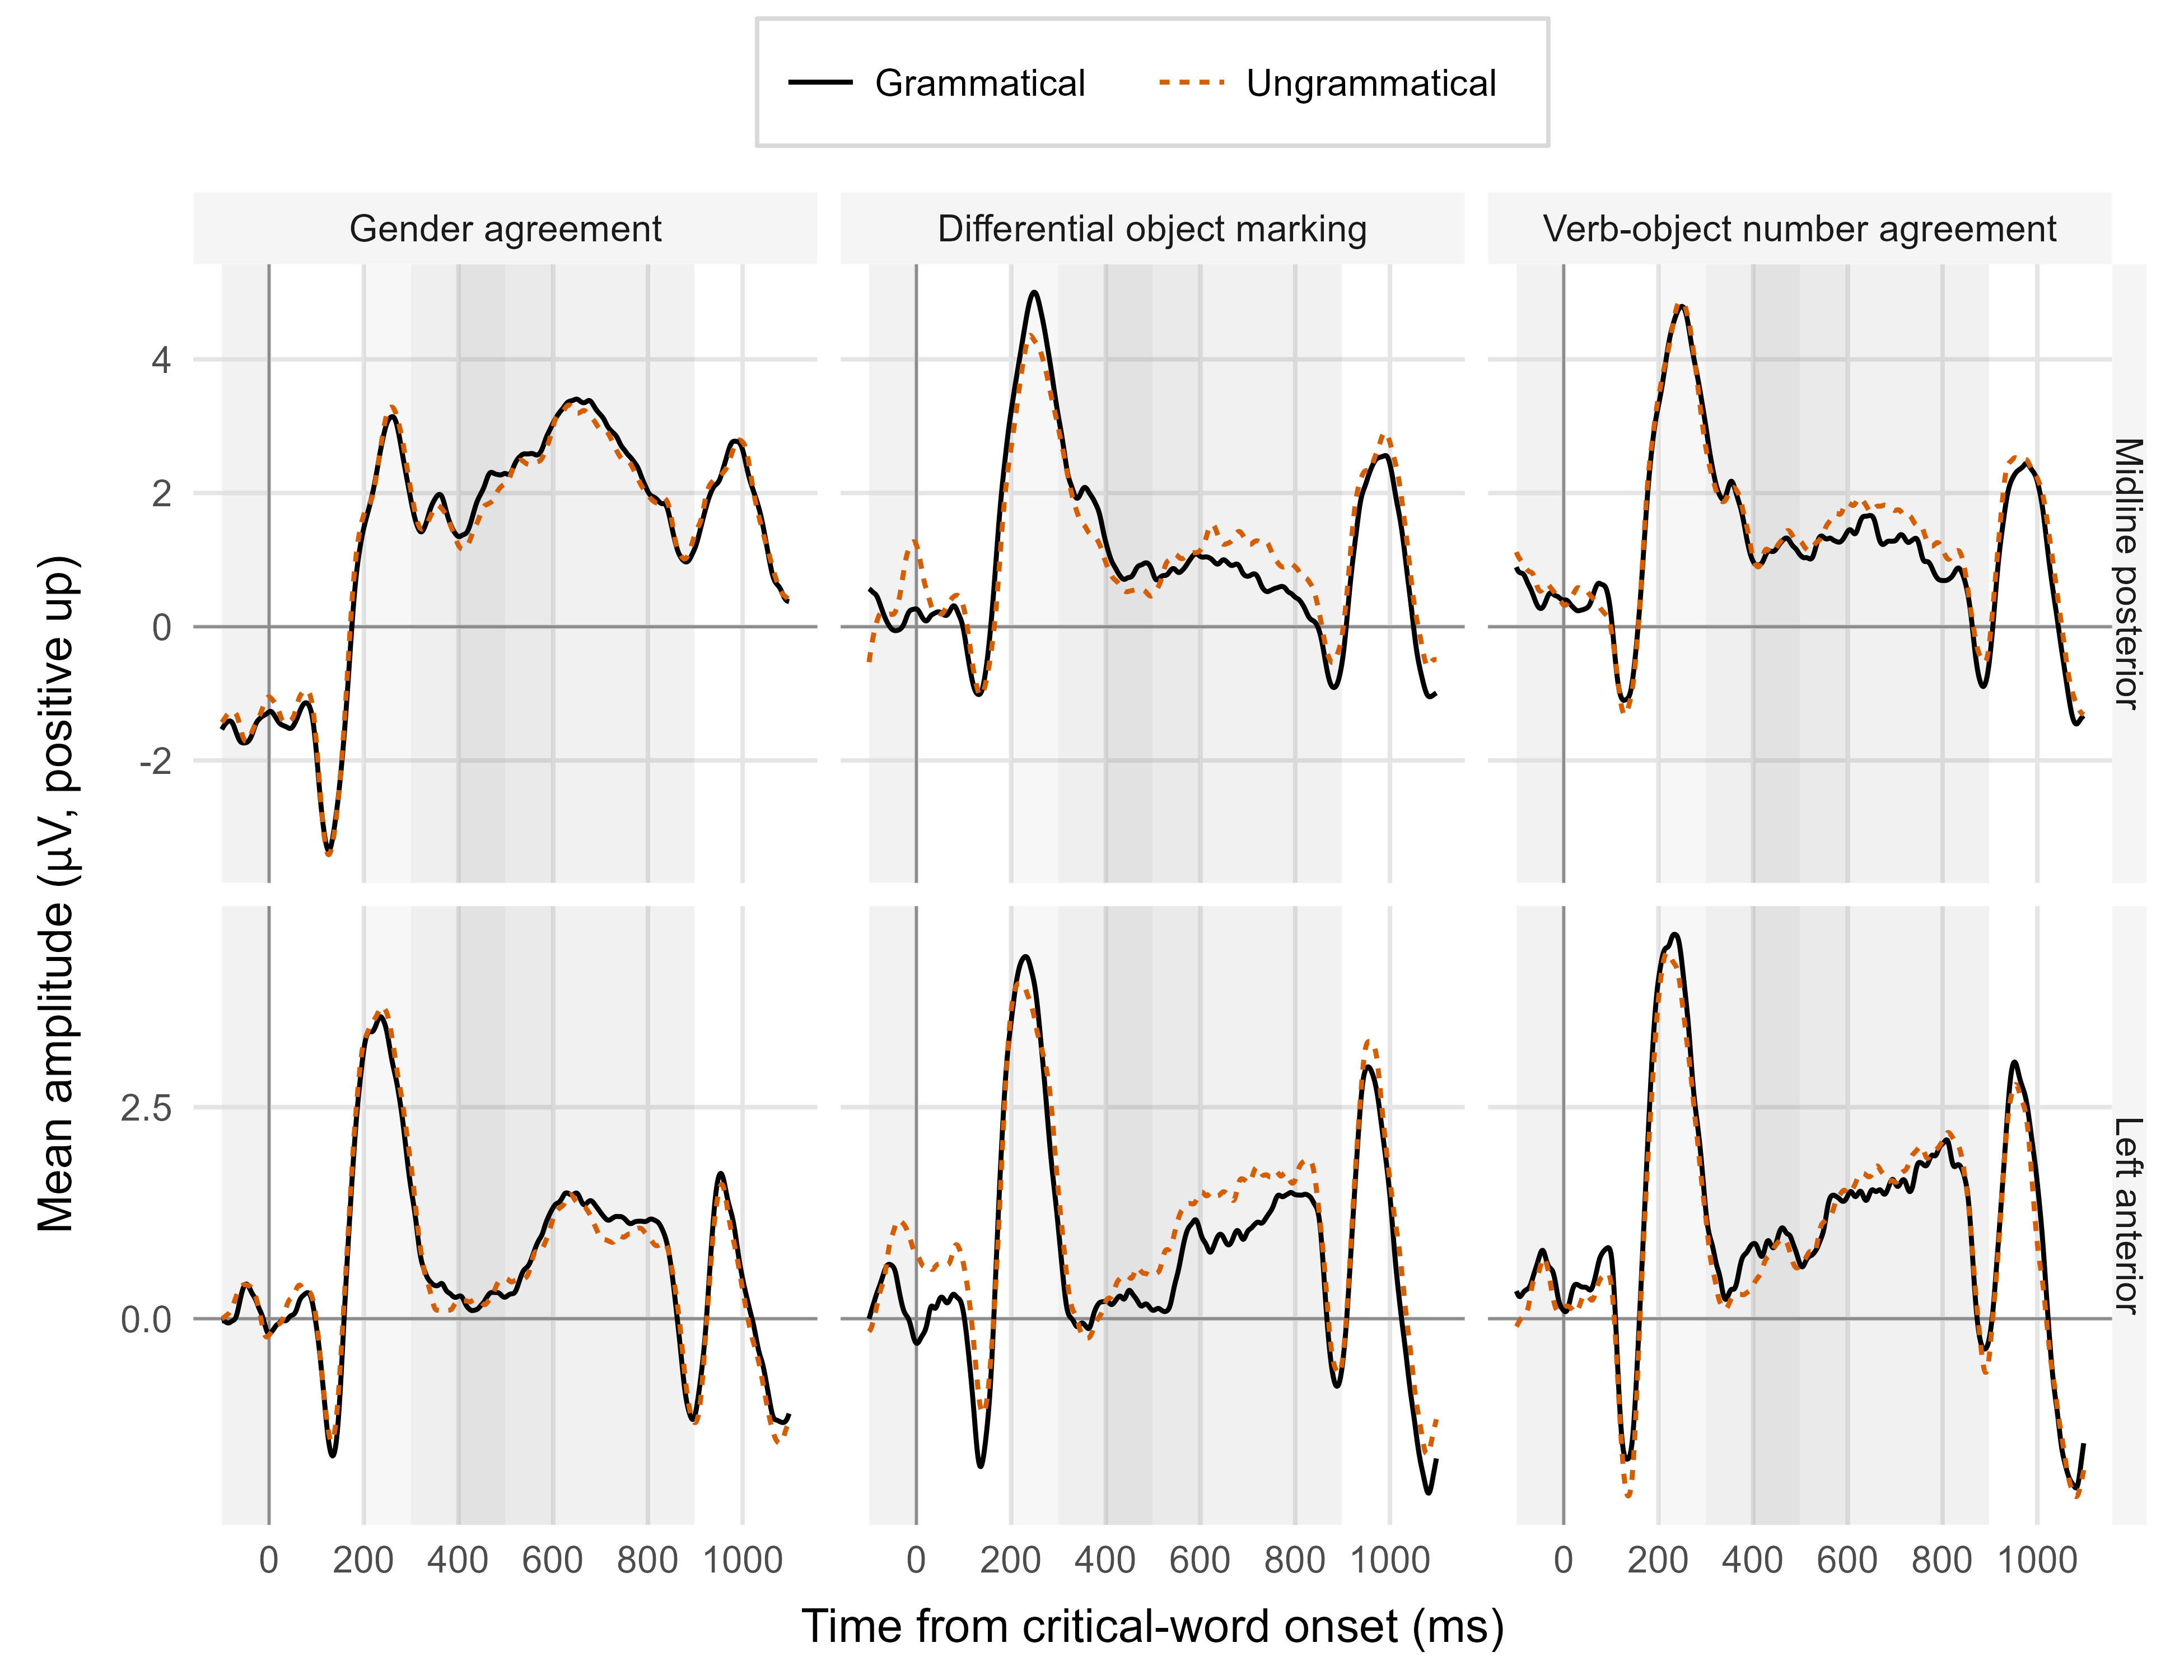 Grammatical
Ungrammatical
Gender agreement
Differential object marking
Verb-object number agreement
4
2
0
-2
Midline posterior
2.5
0.0
Left anterior
0 200 400 600 800 1000
0 200 400 600 800 1000
0 200 400 600 800 1000
Time from critical-word onset (ms)
Mean amplitude (µV, positive up)